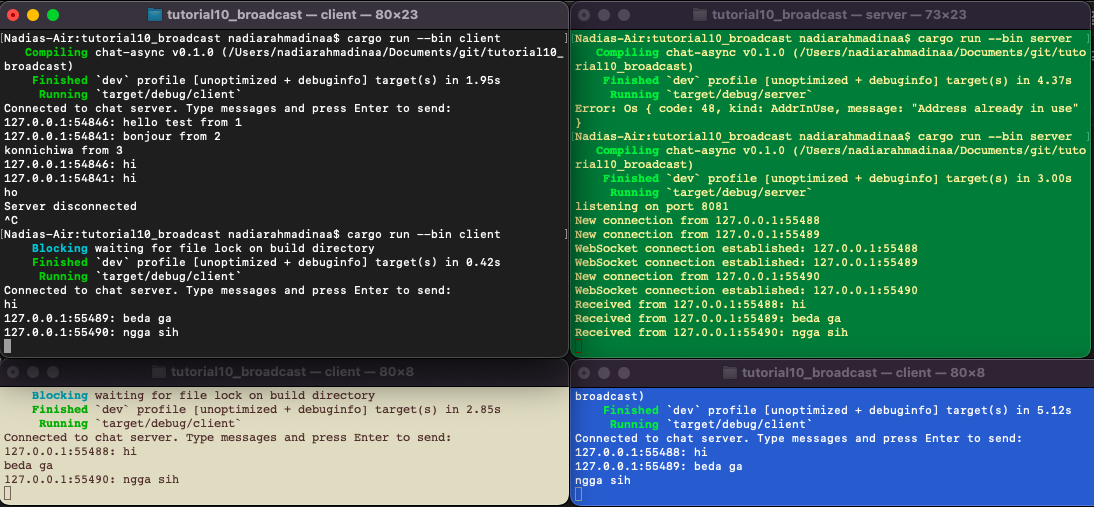 tutorial10_broadcast — client — 80×23
[Nadias-Air:tutorial10_broadcast nadiarahmadinaa$ cargo run --bin client ]
Compiling chat-async v0.1.0 (/Users/nadiarahmadinaa/Documents/git/tutorial10_
broadcast)
Finished `dev` profile [unoptimized + debuginfo] target(s) in 1.95s
Running `target/debug/client`
Connected to chat server. Type messages and press Enter to send:
127.0.0.1:54846: hello test from 1
127.0.0.1:54841: bonjour from 2
konnichiwa from 3
127.0.0.1:54846: hi
127.0.0.1:54841: hi
ho
Server disconnected
^C
[Nadias-Air:tutorial10_broadcast nadiarahmadinaa$ cargo run --bin client ]
Blocking waiting for file lock on build directory
Finished `dev` profile [unoptimized + debuginfo] target(s) in 0.42s
Running `target/debug/client`
Connected to chat server. Type messages and press Enter to send:
hi
127.0.0.1:55489: beda ga
127.0.0.1:55490: ngga sih
tutorial10_broadcast — server — 73×23
[Nadias-Air:tutorial10_broadcast nadiarahmadinaa$ cargo run --bin server ]
Compiling chat-async v0.1.0 (/Users/nadiarahmadinaa/Documents/git/tuto
rial10_broadcast)
Finished `dev` profile [unoptimized + debuginfo] target(s) in 4.37s
Running `target/debug/server`
Error: Os { code: 48, kind: AddrInUse, message: "Address already in use"
}
[Nadias-Air:tutorial10_broadcast nadiarahmadinaa$ cargo run --bin server ]
Compiling chat-async v0.1.0 (/Users/nadiarahmadinaa/Documents/git/tuto
rial10_broadcast)
Finished `dev` profile [unoptimized + debuginfo] target(s) in 3.00s
Running `target/debug/server`
listening on port 8081
New connection from 127.0.0.1:55488
New connection from 127.0.0.1:55489
WebSocket connection established: 127.0.0.1:55488
WebSocket connection established: 127.0.0.1:55489
New connection from 127.0.0.1:55490
WebSocket connection established: 127.0.0.1:55490
Received from 127.0.0.1:55488: hi
Received from 127.0.0.1:55489: beda ga
Received from 127.0.0.1:55490: ngga sih
tutorial10_broadcast — client — 80×8
Blocking waiting for file lock on build directory
Finished `dev` profile [unoptimized + debuginfo] target(s) in 2.85s
Running `target/debug/client`
Connected to chat server. Type messages and press Enter to send:
127.0.0.1:55488: hi
beda ga
127.0.0.1:55490: ngga sih
tutorial10_broadcast — client — 80×8
broadcast)
Finished `dev` profile [unoptimized + debuginfo] target(s) in 5.12s
Running `target/debug/client`
Connected to chat server. Type messages and press Enter to send:
127.0.0.1:55488: hi
127.0.0.1:55489: beda ga
ngga sih